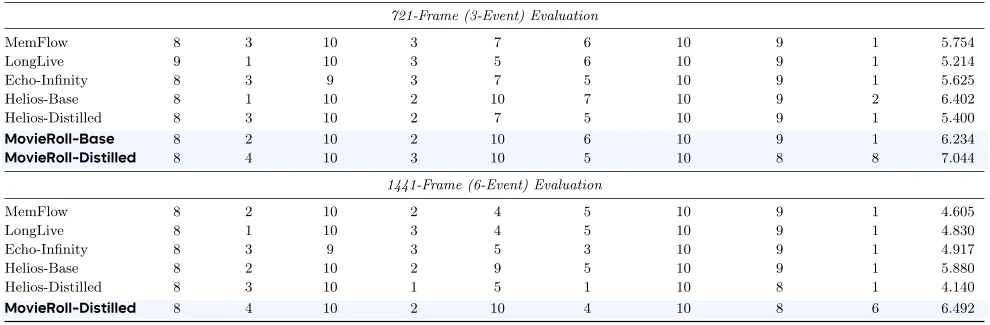 721-Frame (3-Event) Evaluation
MemFlow 8 3 10 3 7 6 10 9 1 5.754
LongLive 9 1 10 3 5 6 10 9 1 5.214
Echo-Infinity 8 3 9 3 7 5 10 9 1 5.625
Helios-Base 8 1 10 2 10 7 10 9 2 6.402
Helios-Distilled 8 3 10 2 7 5 10 9 1 5.400
MovieRoll-Base 8 2 10 2 10 6 10 9 1 6.234
MovieRoll-Distilled 8 4 10 3 10 5 10 8 8 7.044
1441-Frame (6-Event) Evaluation
MemFlow 8 2 10 2 4 5 10 9 1 4.605
LongLive 8 1 10 3 4 5 10 9 1 4.830
Echo-Infinity 8 3 9 3 5 3 10 9 1 4.917
Helios-Base 8 2 10 2 9 5 10 9 1 5.880
Helios-Distilled 8 3 10 1 5 1 10 8 1 4.140
MovieRoll-Distilled 8 4 10 2 10 4 10 8 6 6.492